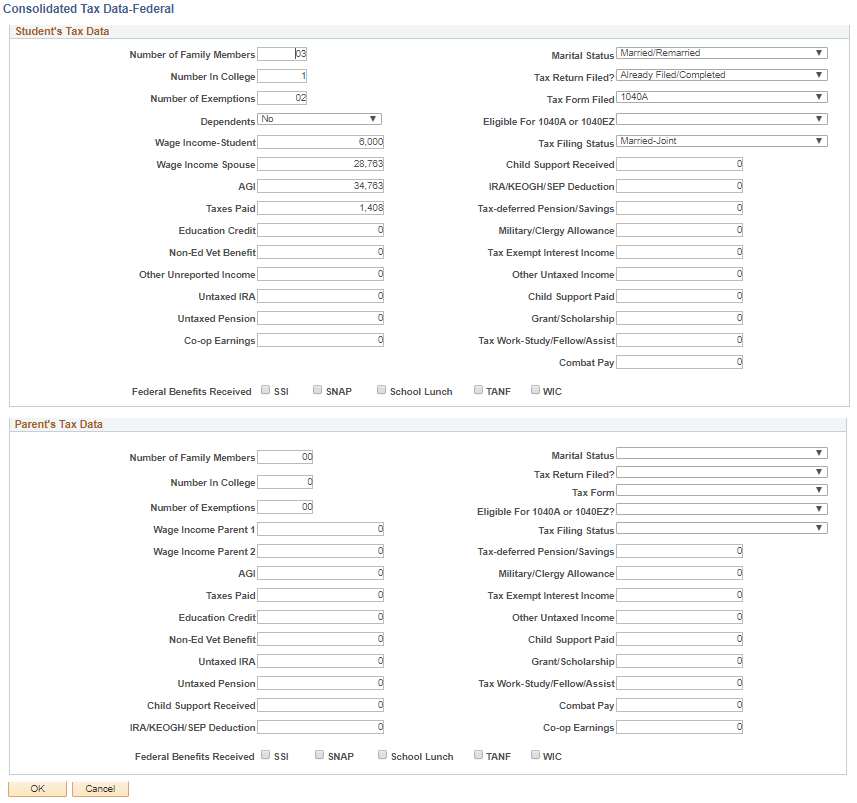 Consolidated Tax Data-Federal
Student's Tax Data
Number of Family Members 03 Marital Status Married/Remarried
Number In College 1 Tax Return Filed? Already Filed/Completed
Number of Exemptions 02 Tax Form Filed 1040A
Dependents No Eligible For 1040A or 1040EZ
Wage Income-Student 6,000 Tax Filing Status Married-Joint
Wage Income Spouse 28,763 Child Support Received 0
AGI 34,763 IRA/KEOGH/SEP Deduction 0
Taxes Paid 1,408 Tax-deferred Pension/Savings 0
Education Credit 0 Military/Clergy Allowance 0
Non-Ed Vet Benefit 0 Tax Exempt Interest Income 0
Other Unreported Income 0 Other Untaxed Income 0
Untaxed IRA 0 Child Support Paid 0
Untaxed Pension 0 Grant/Scholarship 0
Co-op Earnings 0 Tax Work-Study/Fellow/Assist 0
Combat Pay 0
Federal Benefits Received SSI SNAP School Lunch TANF WIC
Parent's Tax Data
Number of Family Members 00 Marital Status
Number In College 0 Tax Return Filed?
Tax Form
Number of Exemptions 00 Eligible For 1040A or 1040EZ?
Wage Income Parent 1 0 Tax Filing Status
Wage Income Parent 2 0 Tax-deferred Pension/Savings 0
AGI 0 Military/Clergy Allowance 0
Taxes Paid 0 Tax Exempt Interest Income 0
Education Credit 0 Other Untaxed Income 0
Non-Ed Vet Benefit 0 Child Support Paid 0
Untaxed IRA 0 Grant/Scholarship 0
Untaxed Pension 0 Tax Work-Study/Fellow/Assist 0
Child Support Received 0 Combat Pay 0
IRA/KEOGH/SEP Deduction 0 Co-op Earnings 0
Federal Benefits Received SSI SNAP School Lunch TANF WIC
OK Cancel